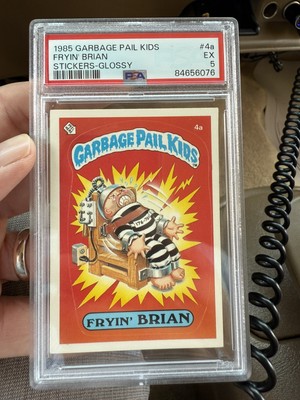 1985 GARBAGE PAIL KIDS #4a
FRYIN' BRIAN EX
STICKERS-GLOSSY 5
PSA 84656076
4a
GARBAGE PAIL KIDS
FRYIN' BRIAN